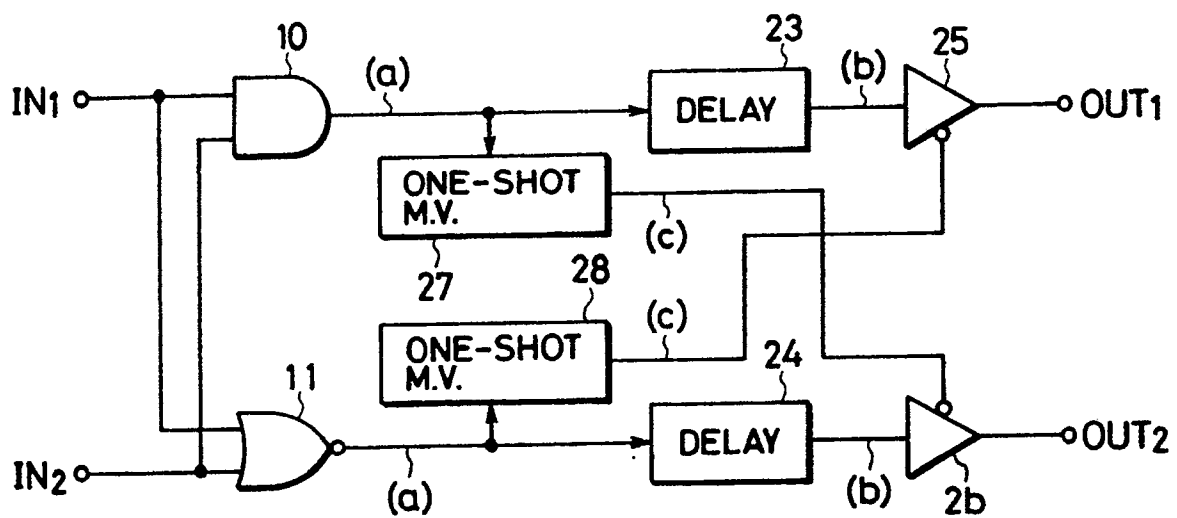 10
23
25
IN1
(a)
DELAY
(b)
OUT1
ONE-SHOT
M.V.
27
(c)
28
ONE-SHOT
M.V.
(c)
24
11
DELAY
OUT2
IN2
(a)
(b)
2b